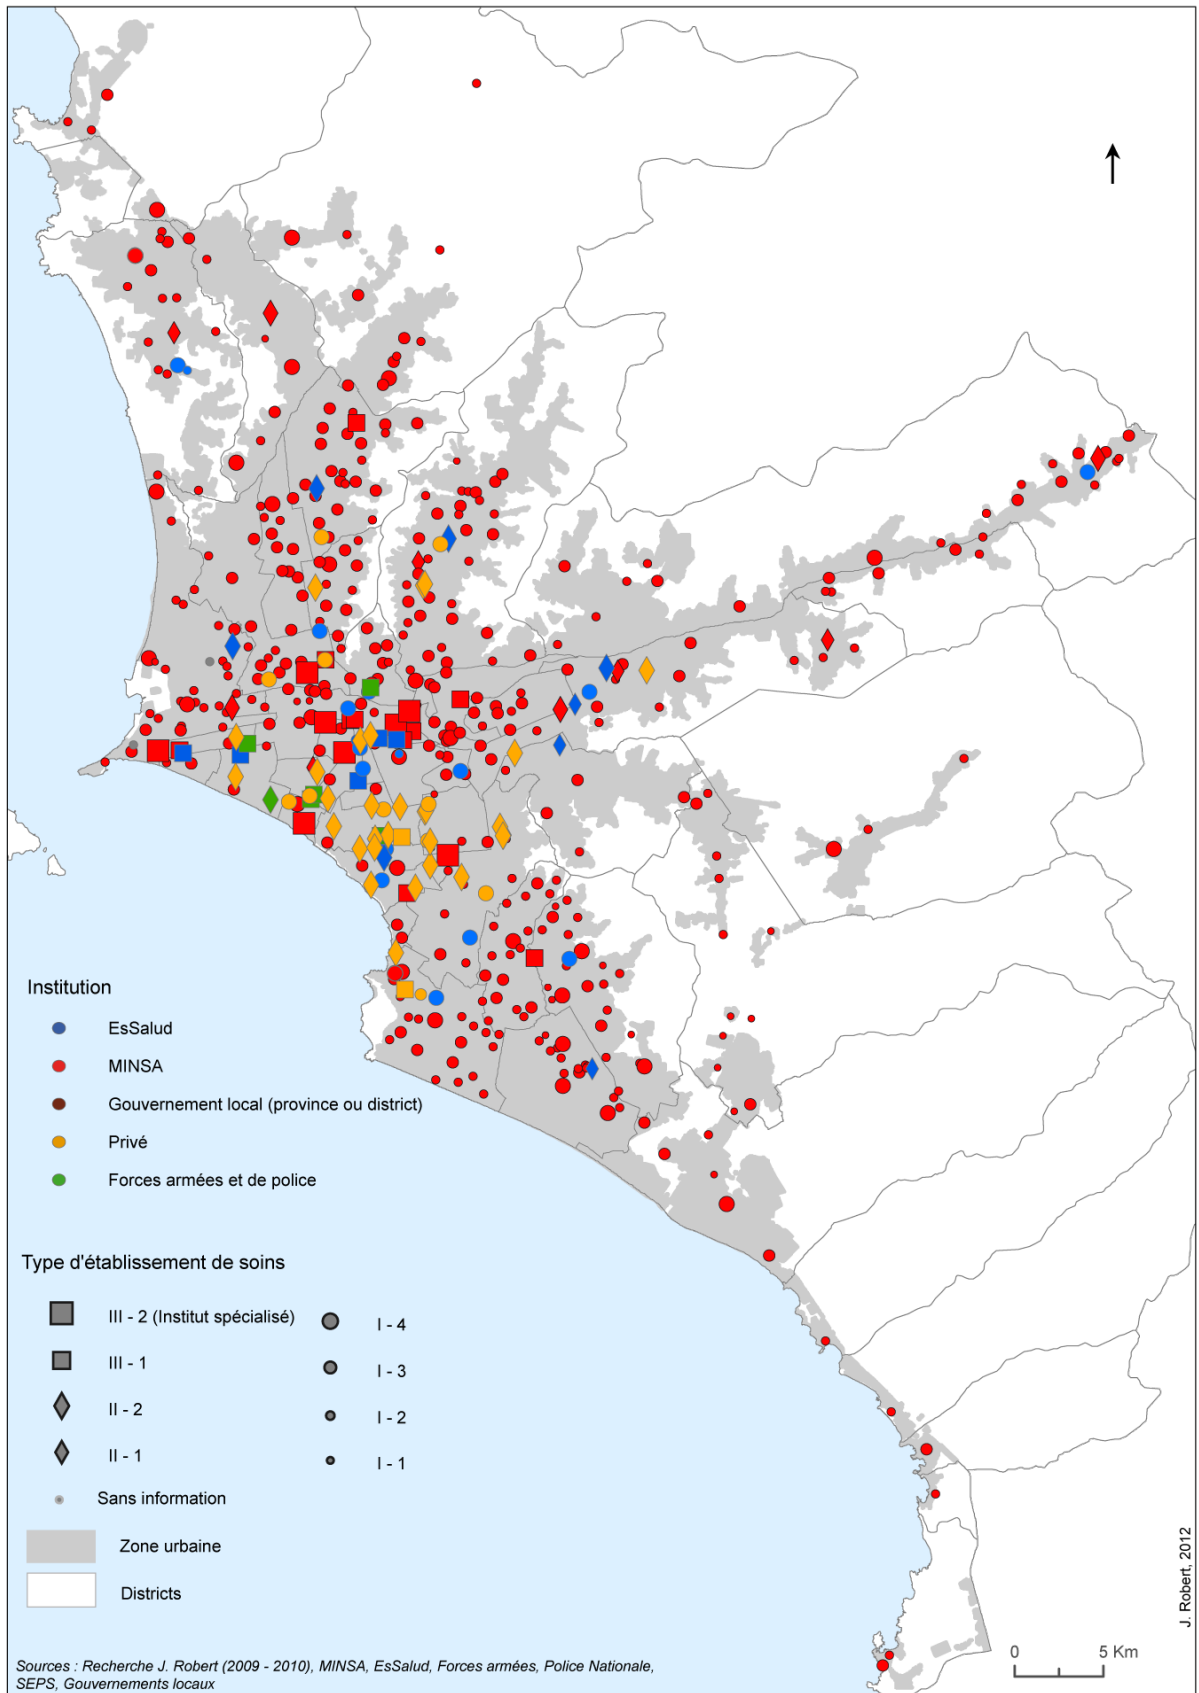 Institution
EsSalud
MINSA
Gouvernement local (province ou district)
Privé
Forces armées et de police
Type d'établissement de soins
III - 2 (Institut spécialisé)
III - 1
II - 2
II - 1
I - 4
I - 3
I - 2
I - 1
Sans information
Zone urbaine
Districts
Sources : Recherche J. Robert (2009 - 2010), MINSA, EsSalud, Forces armées, Police Nationale,
SEPS, Gouvernements locaux
0 5 Km
J. Robert, 2012